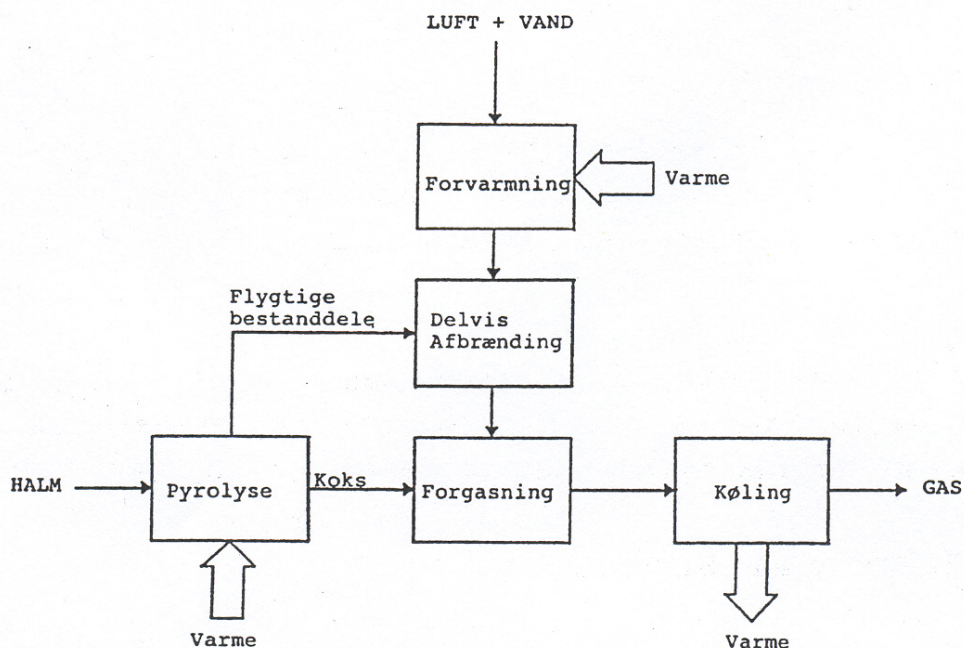 LUFT + VAND
Forvarmning
Varme
Flygtige
bestanddele
Delvis
Afbrænding
HALM
Pyrolyse
Koks
Forgasning
Køling
GAS
Varme
Varme